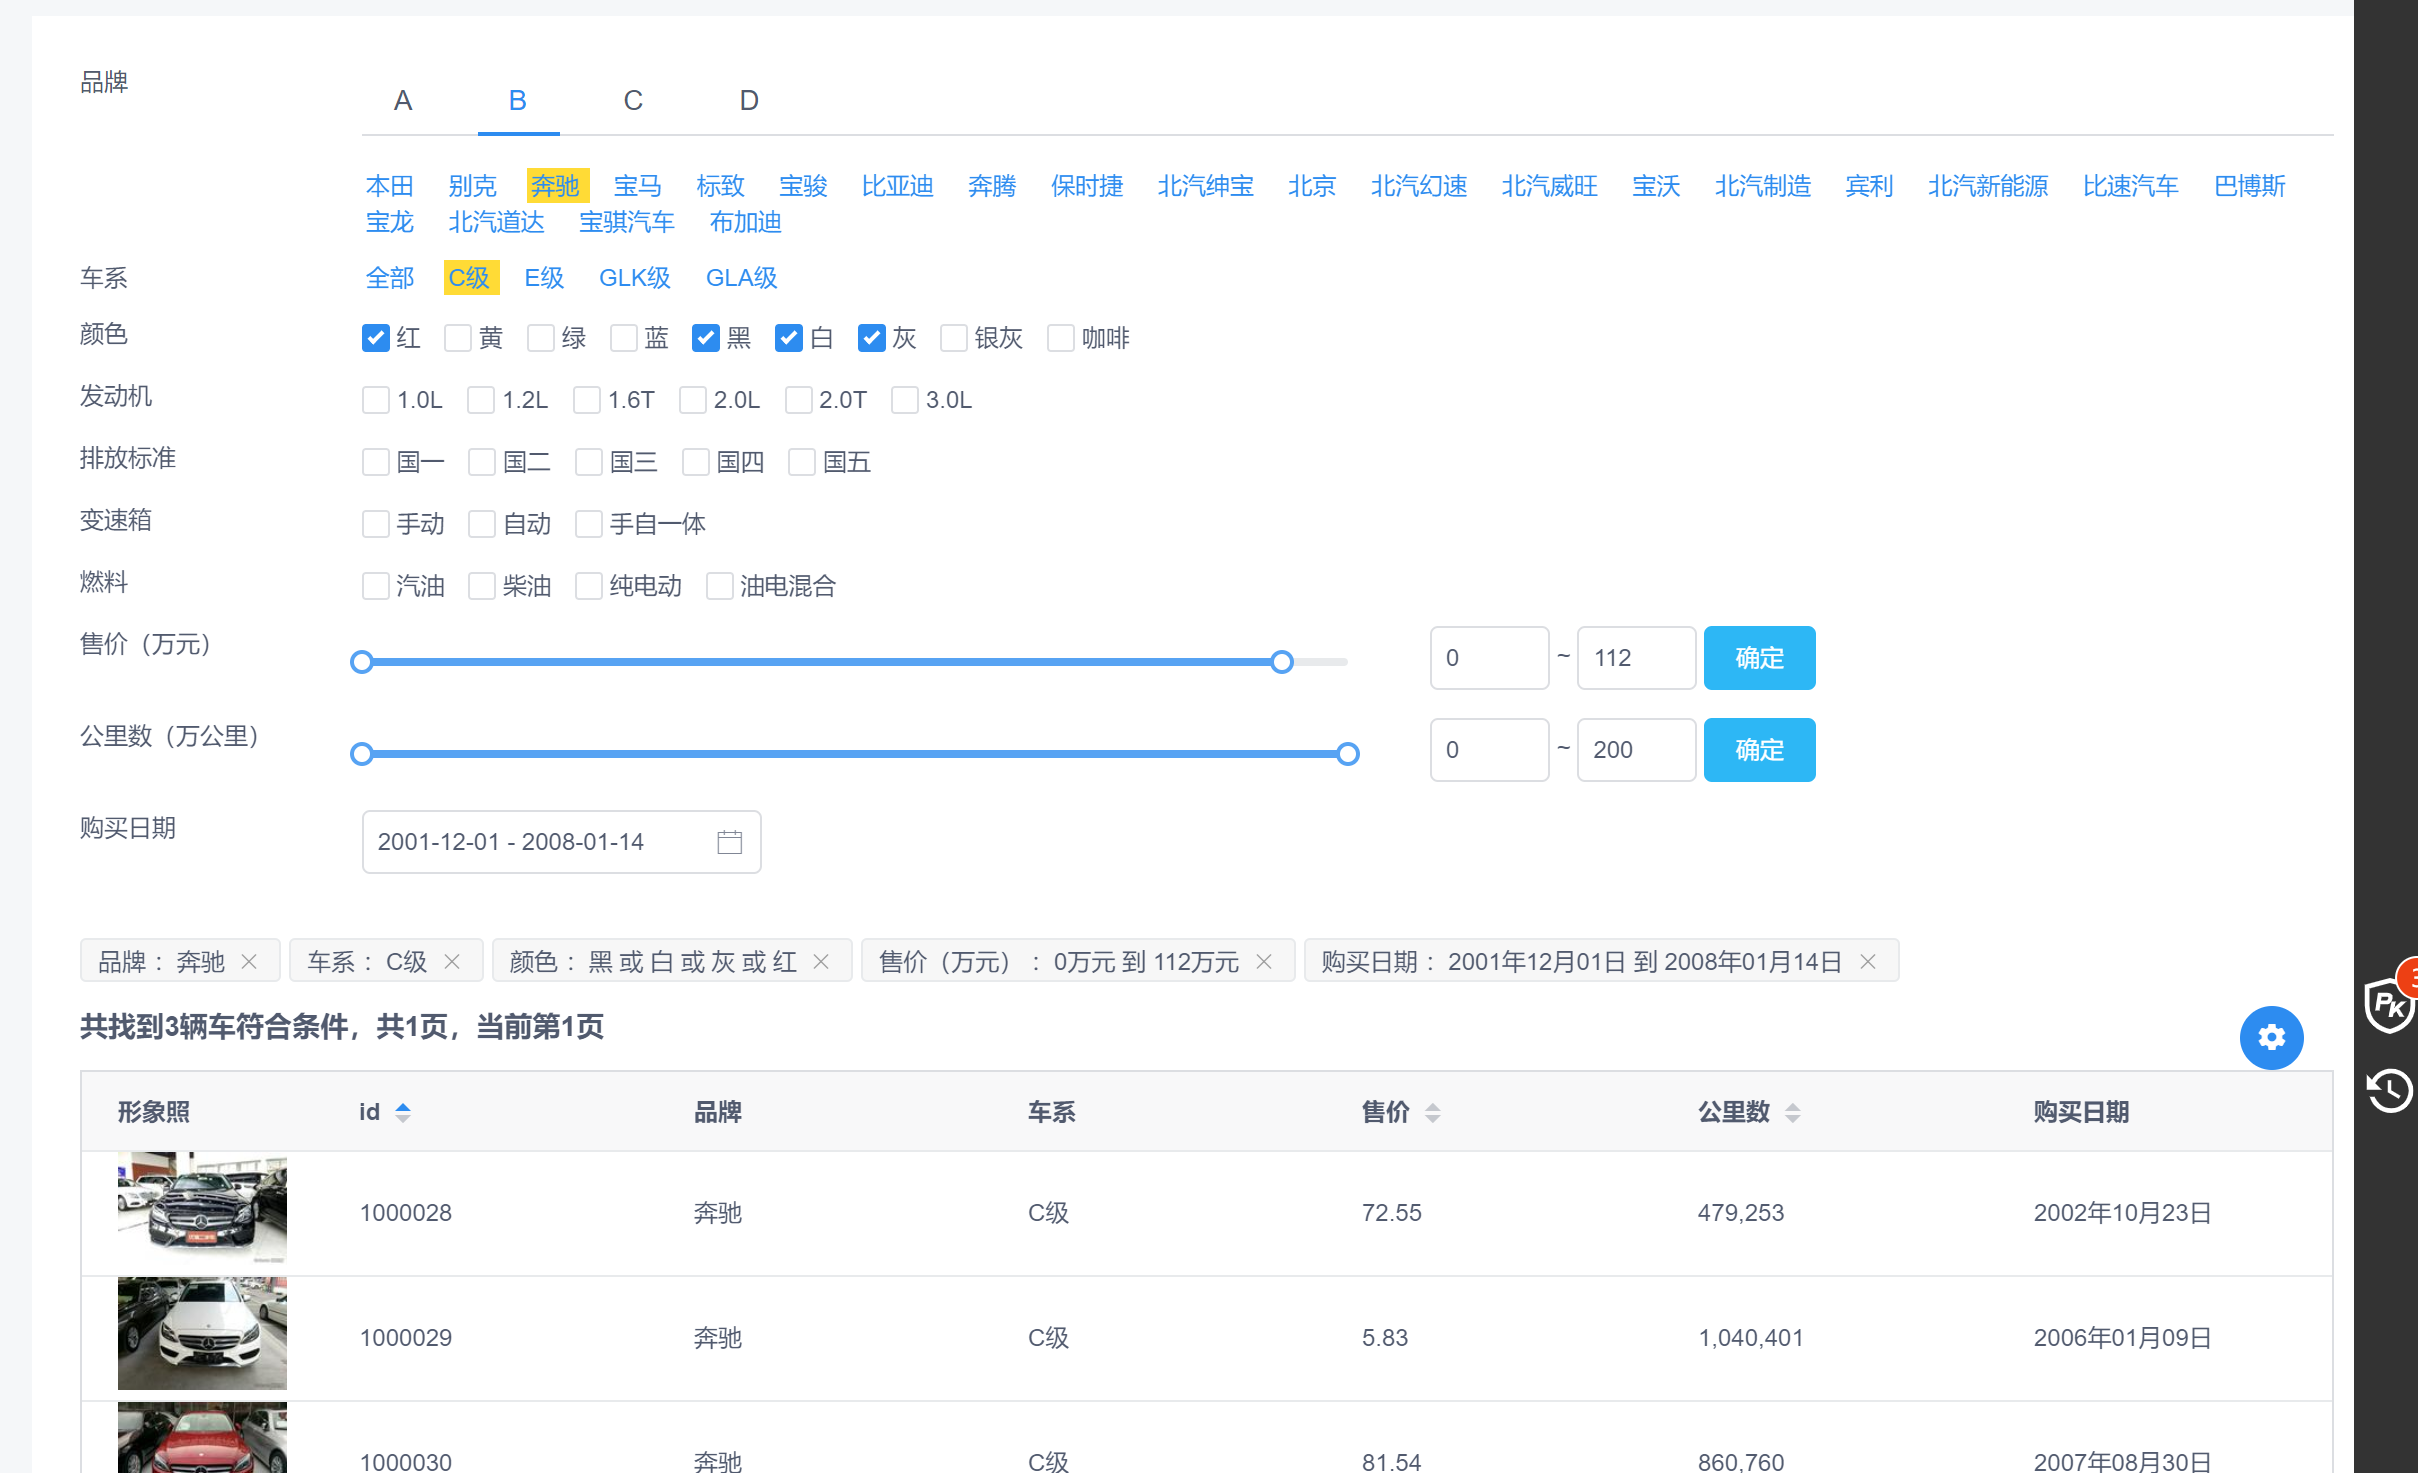 品牌
A B C D
本田 别克 奔驰 宝马 标致 宝骏 比亚迪 奔腾 保时捷 北汽绅宝 北京 北汽幻速 北汽威旺 宝沃 北汽制造 宾利 北汽新能源 比速汽车 巴博斯
宝龙 北汽道达 宝骐汽车 布加迪
车系 全部 C级 E级 GLK级 GLA级
颜色 红 黄 绿 蓝 黑 白 灰 银灰 咖啡
发动机 1.0L 1.2L 1.6T 2.0L 2.0T 3.0L
排放标准 国一 国二 国三 国四 国五
变速箱 手动 自动 手自一体
燃料 汽油 柴油 纯电动 油电混合
售价（万元） 0 ~ 112 确定
公里数（万公里） 0 ~ 200 确定
购买日期 2001-12-01 - 2008-01-14
品牌： 奔驰 车系： C级 颜色： 黑 或 白 或 灰 或 红 售价（万元）： 0万元 到 112万元 购买日期： 2001年12月01日 到 2008年01月14日
共找到3辆车符合条件，共1页，当前第1页
PK
形象照 id 品牌 车系 售价 公里数 购买日期
1000028 奔驰 C级 72.55 479,253 2002年10月23日
1000029 奔驰 C级 5.83 1,040,401 2006年01月09日
1000030 奔驰 C级 81.54 860,760 2007年08月30日